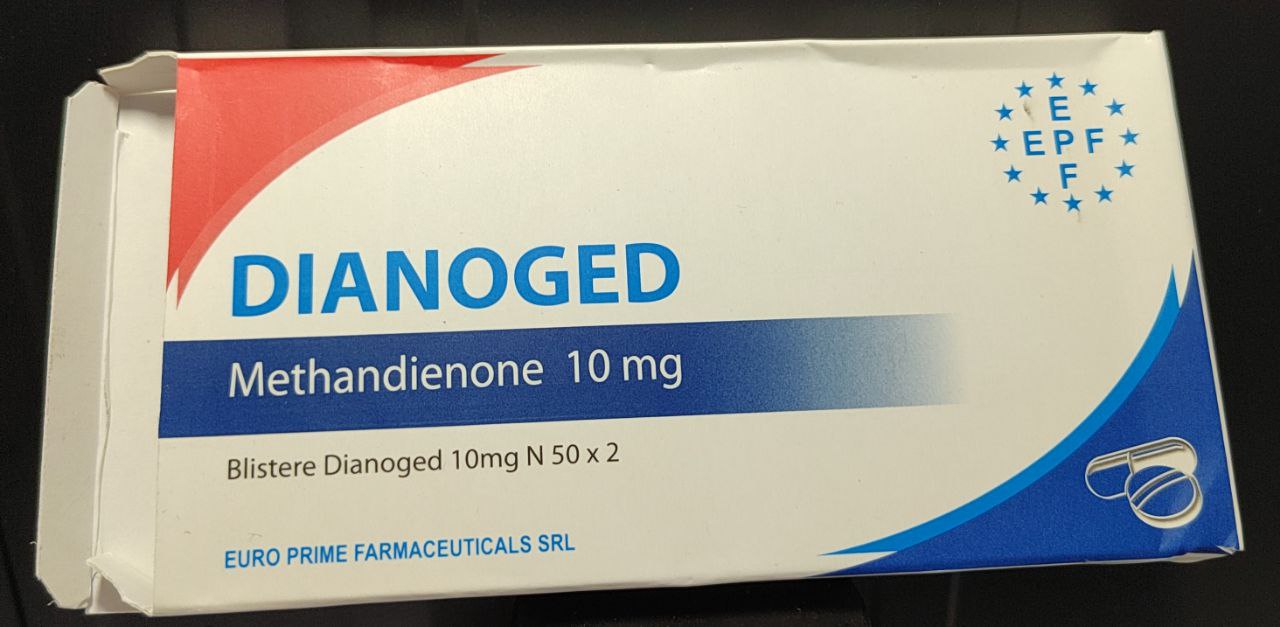 E
EPF
F
DIANOGED
Methandienone 10 mg
Blistere Dianoged 10mg N 50 x 2
EURO PRIME FARMACEUTICALS SRL